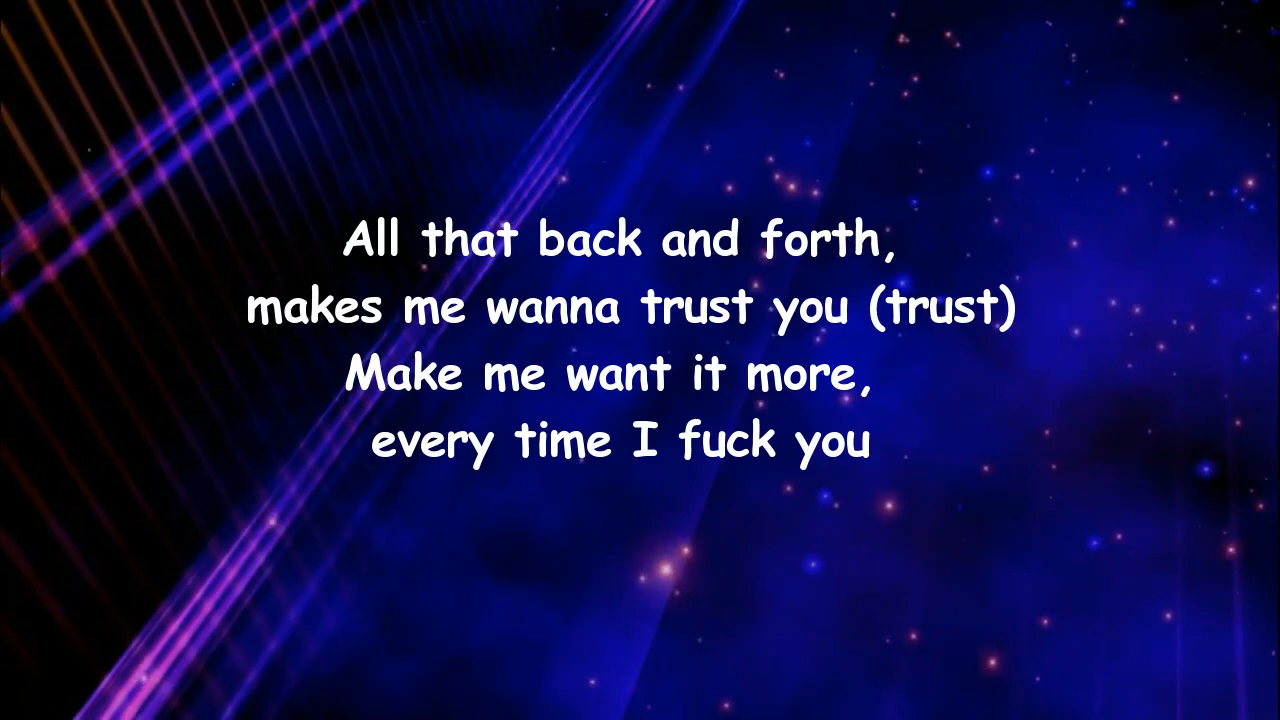 All that back and forth,
makes me wanna trust you (trust)
Make me want it more,
every time I fuck you